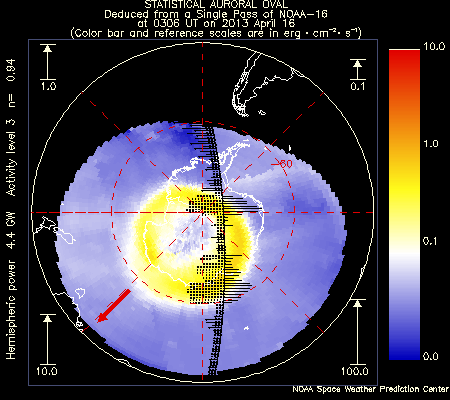 STATISTICAL AURORAL OVAL
Deduced from a Single Pass of NOAA-16
at 0306 UT on 2013 April 16
(Color bar and reference scales are in erg · cm⁻² · s⁻¹)
Hemispheric power 4.4 GW Activity level 3 n= 0.94
1.0
0.1
10.0
100.0
-60
10.0
1.0
0.1
0.0
NOAA Space Weather Prediction Center